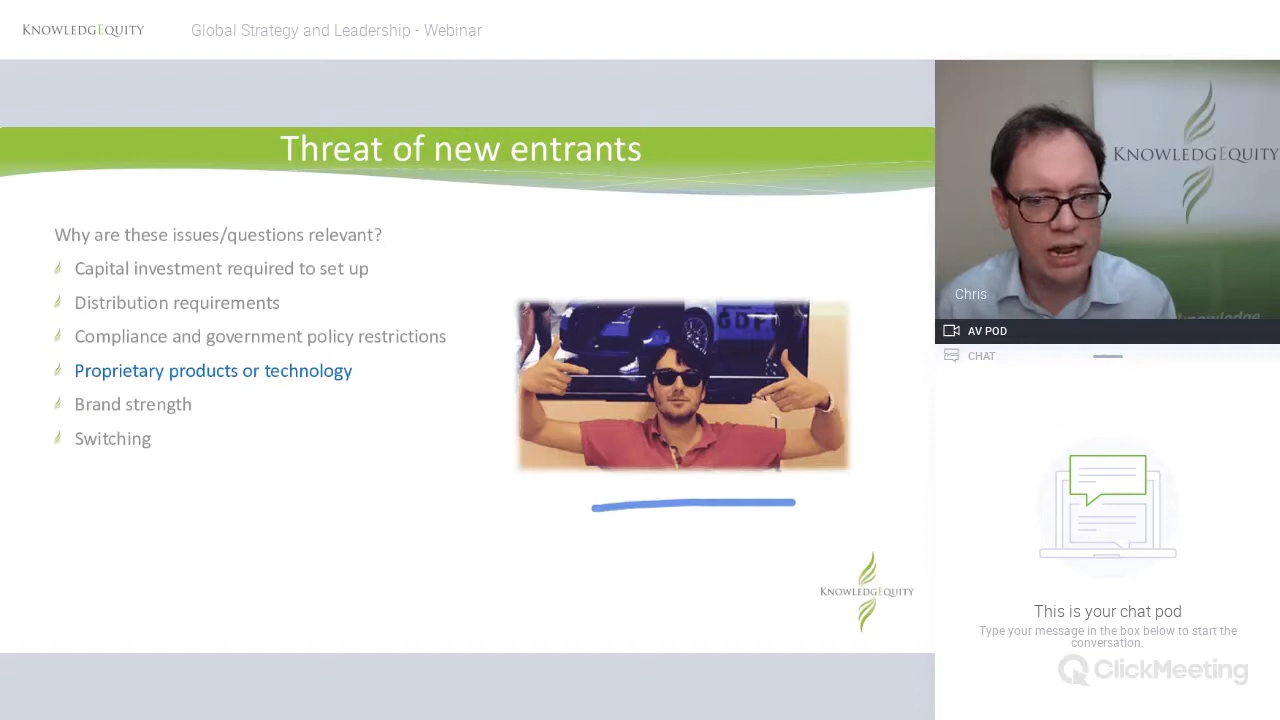 KNOWLEDGEQUITY
Global Strategy and Leadership - Webinar
Threat of new entrants
Why are these issues/questions relevant?
Capital investment required to set up
Distribution requirements
Compliance and government policy restrictions
Proprietary products or technology
Brand strength
Switching
KNOWLEDGEQUITY
KNOWLEDGEQUITY
Chris
AV POD
CHAT
This is your chat pod
Type your message in the box below to start the
conversation.
ClickMeeting